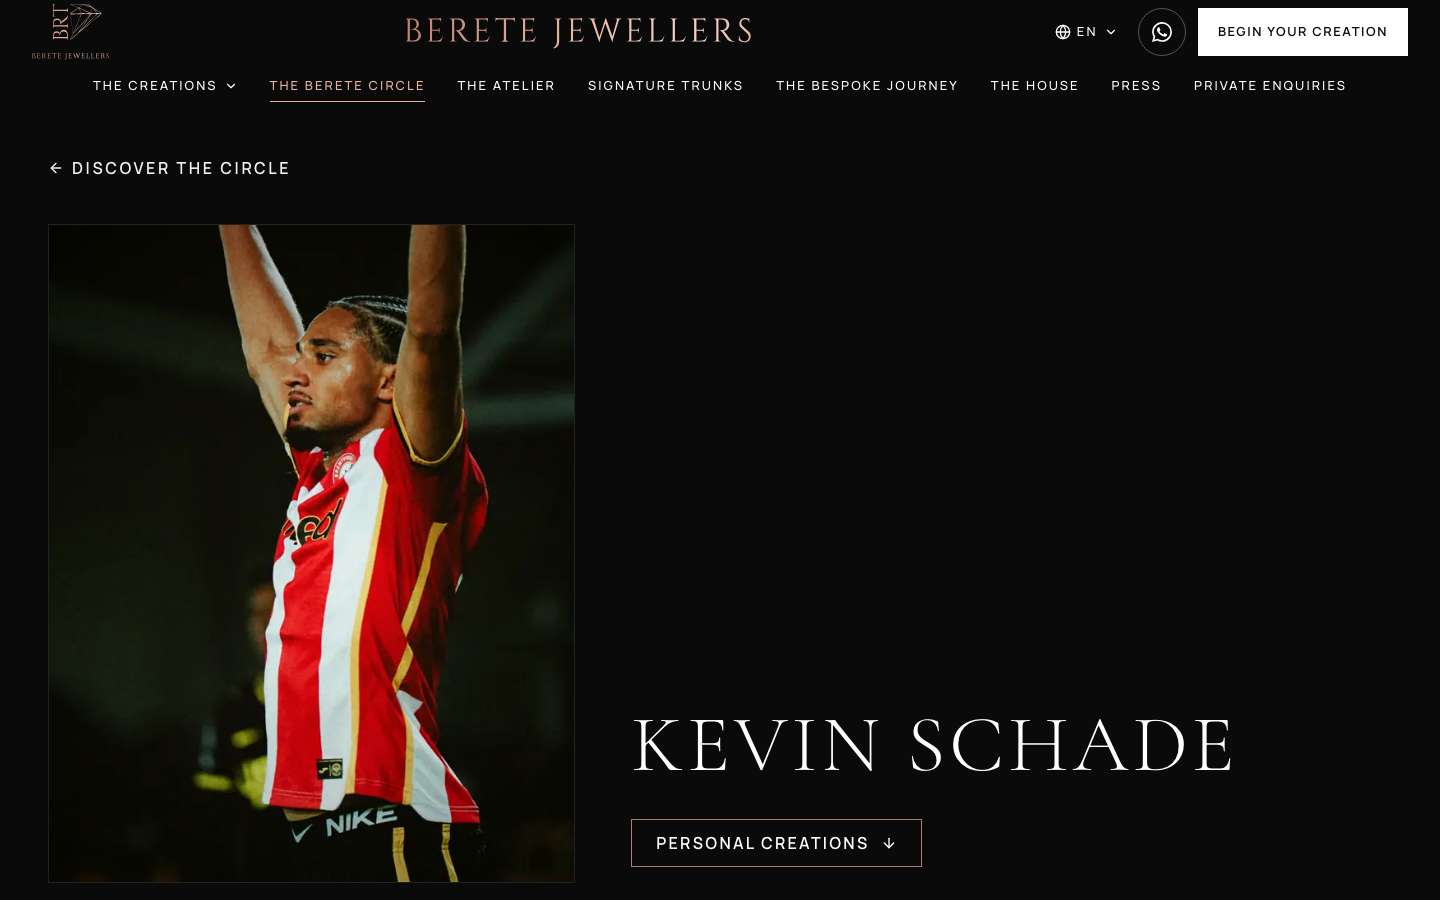 BRT
BERETE JEWELLERS
BERETE JEWELLERS
EN
BEGIN YOUR CREATION
THE CREATIONS
THE BERETE CIRCLE
THE ATELIER
SIGNATURE TRUNKS
THE BESPOKE JOURNEY
THE HOUSE
PRESS
PRIVATE ENQUIRIES
DISCOVER THE CIRCLE
NIKE
KEVIN SCHADE
PERSONAL CREATIONS